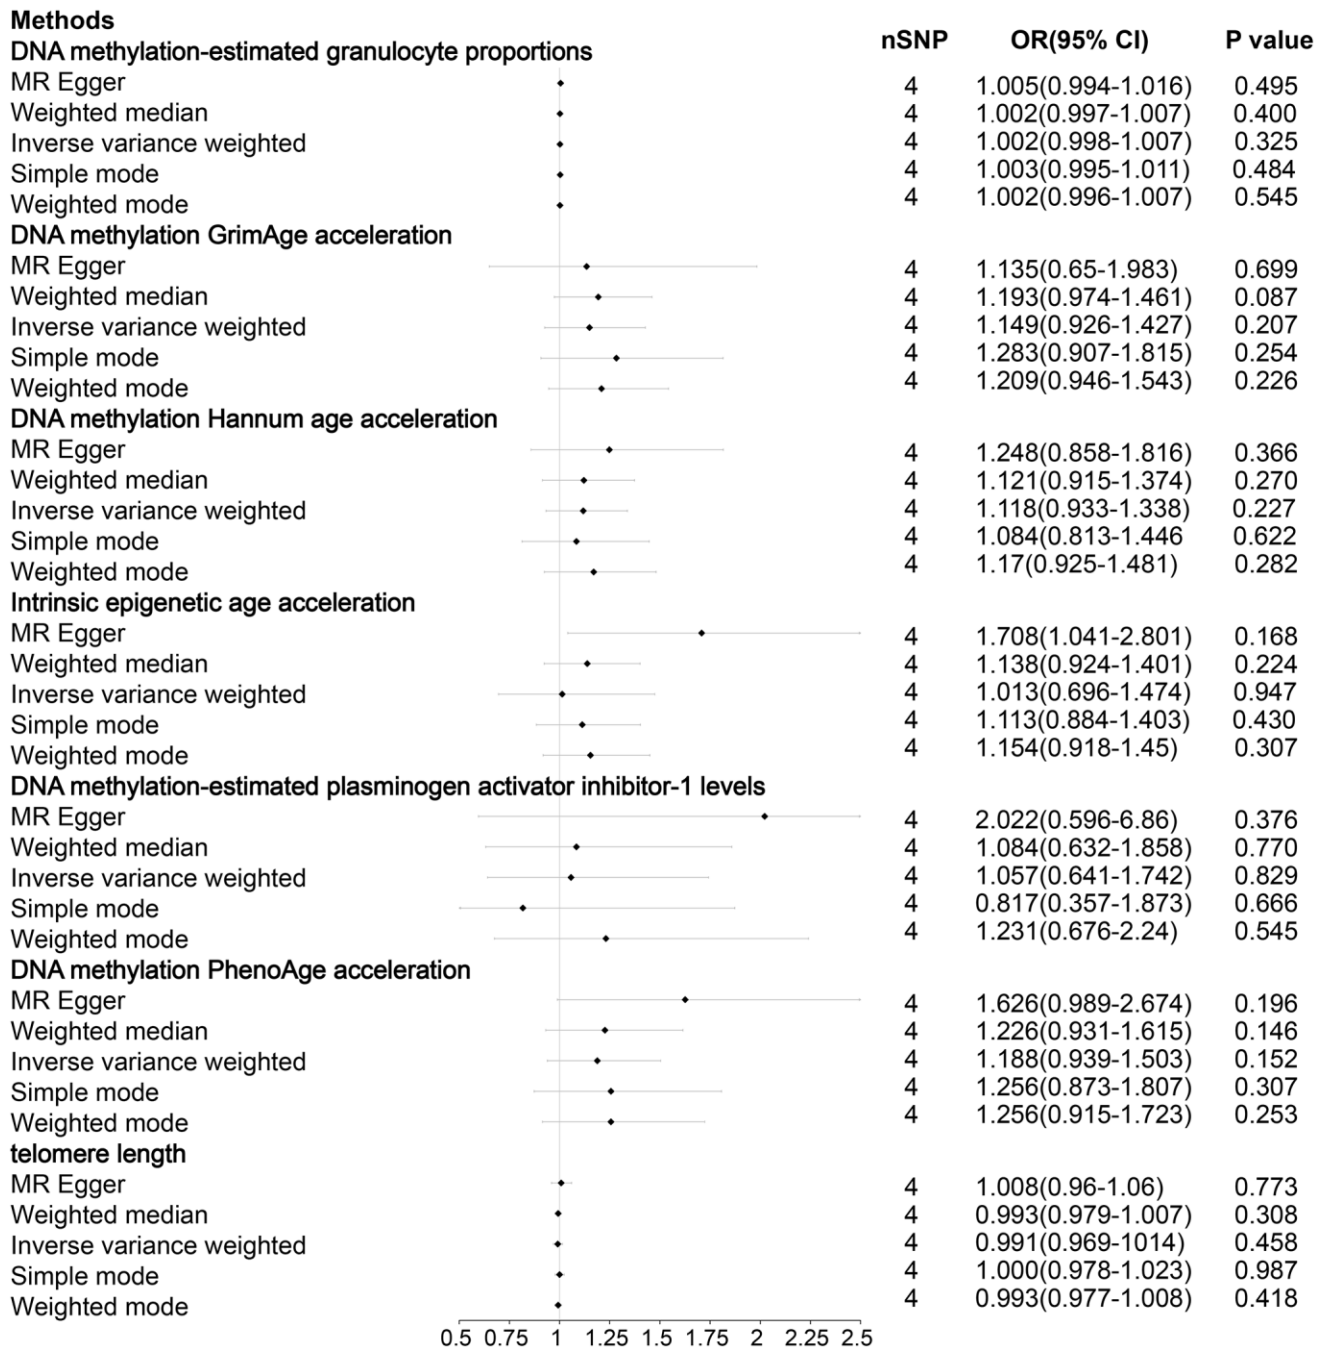 Methods nSNP OR(95% CI) P value
DNA methylation-estimated granulocyte proportions
MR Egger 4 1.005(0.994-1.016) 0.495
Weighted median 4 1.002(0.997-1.007) 0.400
Inverse variance weighted 4 1.002(0.998-1.007) 0.325
Simple mode 4 1.003(0.995-1.011) 0.484
Weighted mode 4 1.002(0.996-1.007) 0.545
DNA methylation GrimAge acceleration
MR Egger 4 1.135(0.65-1.983) 0.699
Weighted median 4 1.193(0.974-1.461) 0.087
Inverse variance weighted 4 1.149(0.926-1.427) 0.207
Simple mode 4 1.283(0.907-1.815) 0.254
Weighted mode 4 1.209(0.946-1.543) 0.226
DNA methylation Hannum age acceleration
MR Egger 4 1.248(0.858-1.816) 0.366
Weighted median 4 1.121(0.915-1.374) 0.270
Inverse variance weighted 4 1.118(0.933-1.338) 0.227
Simple mode 4 1.084(0.813-1.446 0.622
Weighted mode 4 1.17(0.925-1.481) 0.282
Intrinsic epigenetic age acceleration
MR Egger 4 1.708(1.041-2.801) 0.168
Weighted median 4 1.138(0.924-1.401) 0.224
Inverse variance weighted 4 1.013(0.696-1.474) 0.947
Simple mode 4 1.113(0.884-1.403) 0.430
Weighted mode 4 1.154(0.918-1.45) 0.307
DNA methylation-estimated plasminogen activator inhibitor-1 levels
MR Egger 4 2.022(0.596-6.86) 0.376
Weighted median 4 1.084(0.632-1.858) 0.770
Inverse variance weighted 4 1.057(0.641-1.742) 0.829
Simple mode 4 0.817(0.357-1.873) 0.666
Weighted mode 4 1.231(0.676-2.24) 0.545
DNA methylation PhenoAge acceleration
MR Egger 4 1.626(0.989-2.674) 0.196
Weighted median 4 1.226(0.931-1.615) 0.146
Inverse variance weighted 4 1.188(0.939-1.503) 0.152
Simple mode 4 1.256(0.873-1.807) 0.307
Weighted mode 4 1.256(0.915-1.723) 0.253
telomere length
MR Egger 4 1.008(0.96-1.06) 0.773
Weighted median 4 0.993(0.979-1.007) 0.308
Inverse variance weighted 4 0.991(0.969-1014) 0.458
Simple mode 4 1.000(0.978-1.023) 0.987
Weighted mode 4 0.993(0.977-1.008) 0.418
0.5 0.75 1 1.25 1.5 1.75 2 2.25 2.5